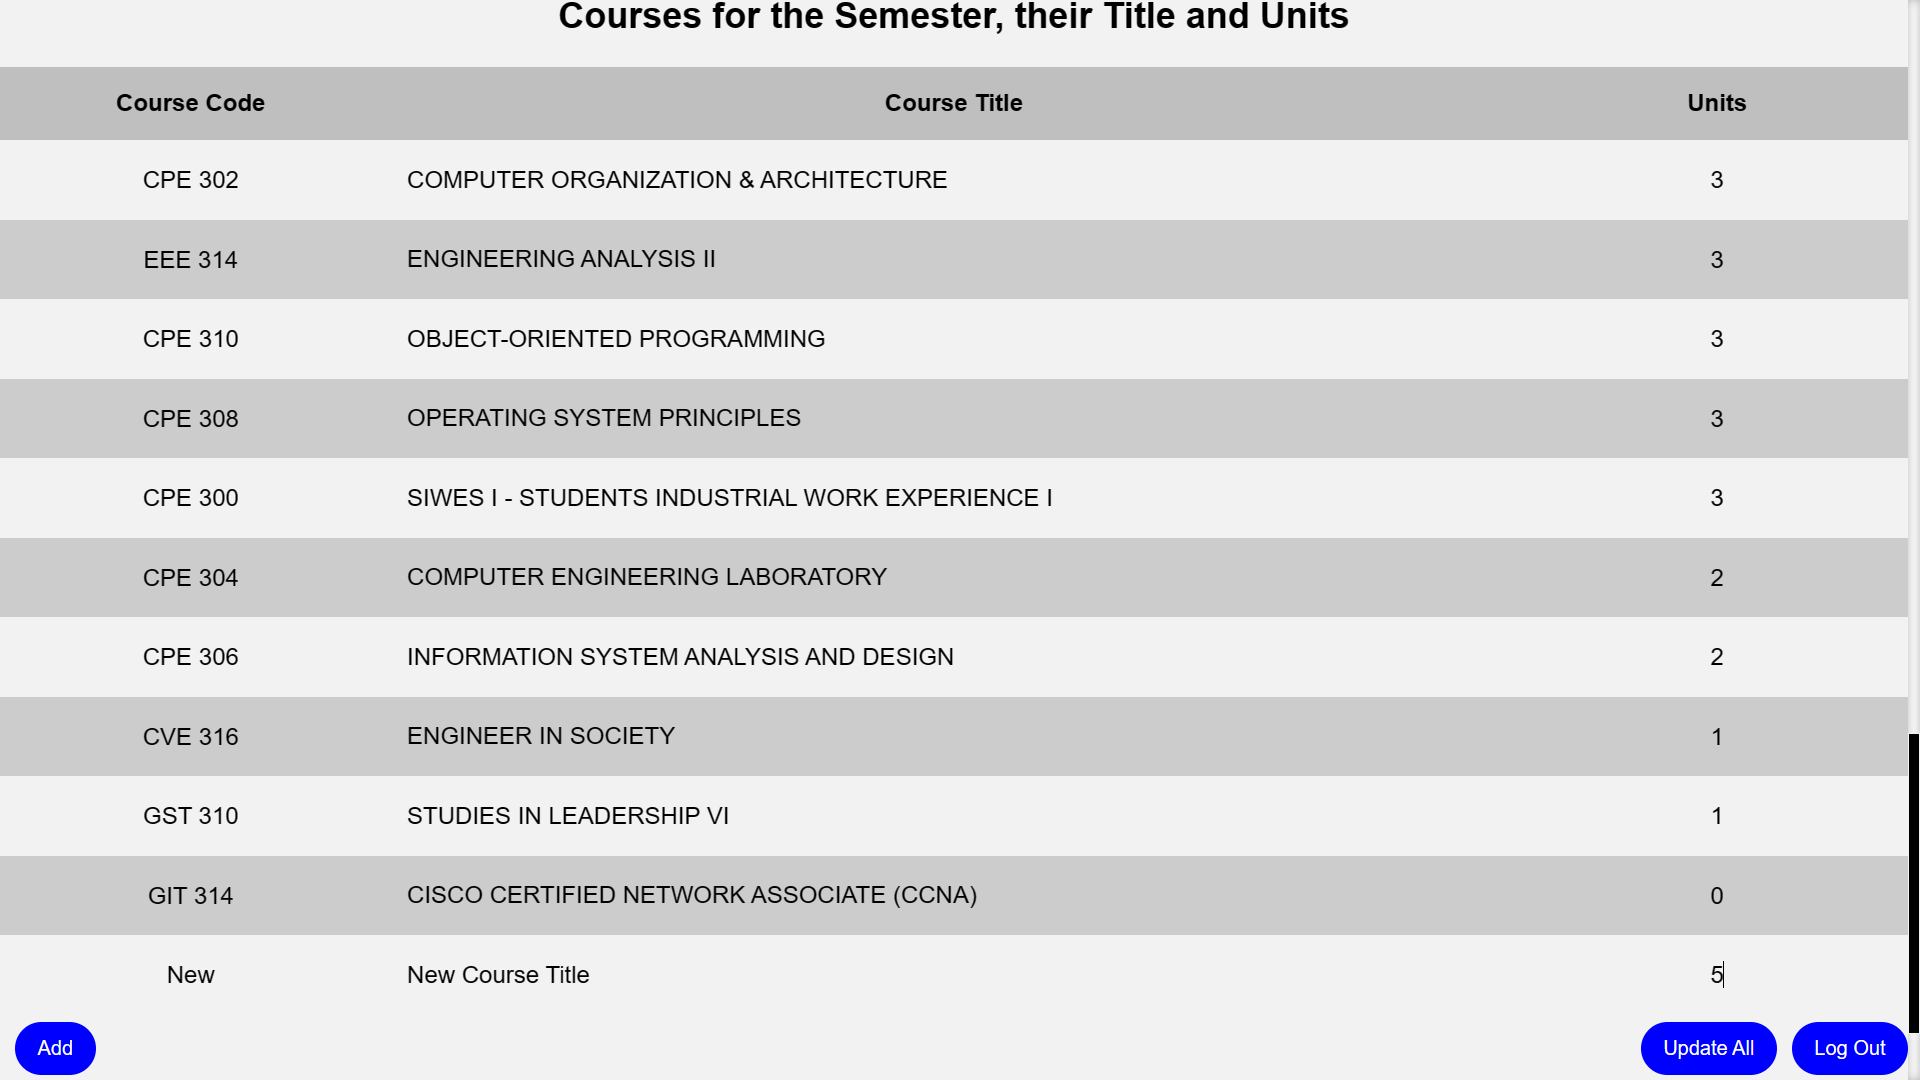 Courses for the Semester, their Title and Units
Course Code Course Title Units
CPE 302 COMPUTER ORGANIZATION & ARCHITECTURE 3
EEE 314 ENGINEERING ANALYSIS II 3
CPE 310 OBJECT-ORIENTED PROGRAMMING 3
CPE 308 OPERATING SYSTEM PRINCIPLES 3
CPE 300 SIWES I - STUDENTS INDUSTRIAL WORK EXPERIENCE I 3
CPE 304 COMPUTER ENGINEERING LABORATORY 2
CPE 306 INFORMATION SYSTEM ANALYSIS AND DESIGN 2
CVE 316 ENGINEER IN SOCIETY 1
GST 310 STUDIES IN LEADERSHIP VI 1
GIT 314 CISCO CERTIFIED NETWORK ASSOCIATE (CCNA) 0
New New Course Title 5
Add Update All Log Out